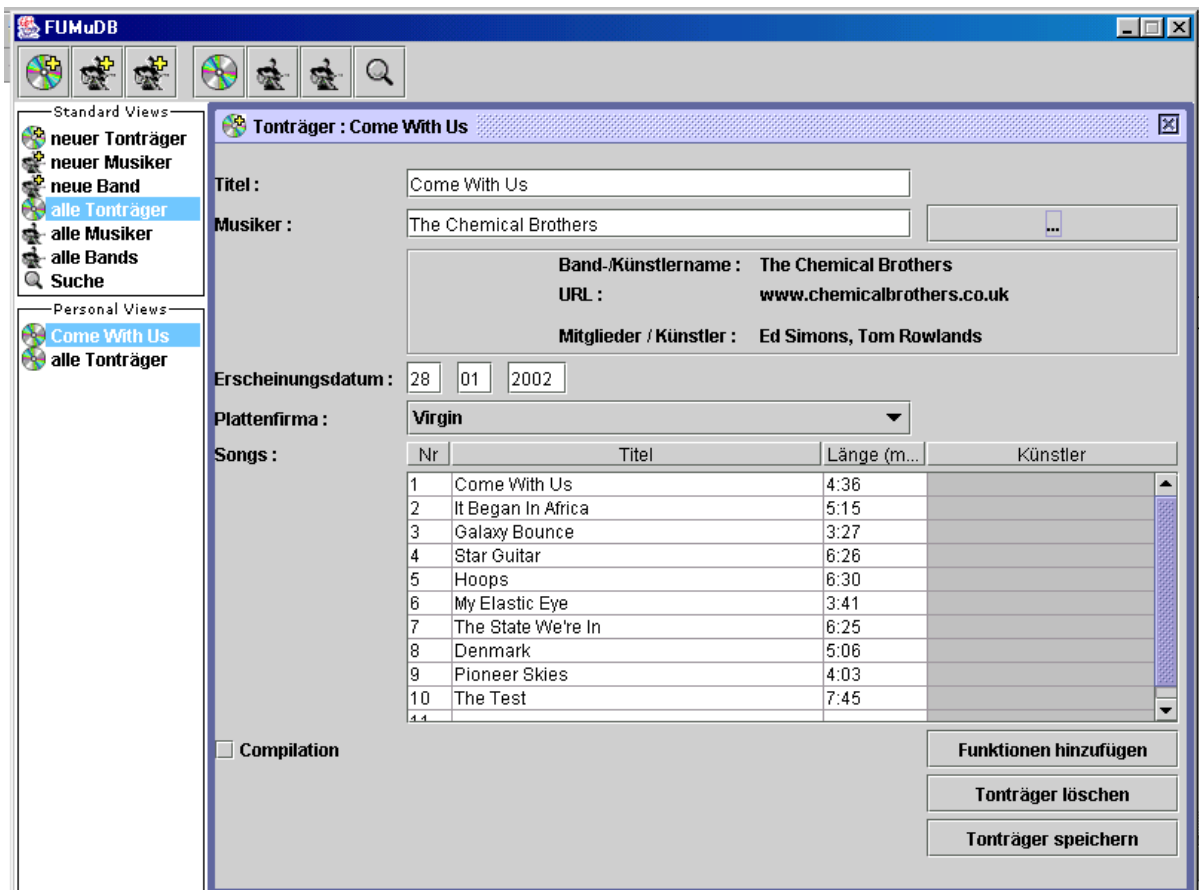 FUMuDB
Standard Views
neuer Tonträger
neuer Musiker
neue Band
alle Tonträger
alle Musiker
alle Bands
Suche
Personal Views
Come With Us
alle Tonträger
Tonträger : Come With Us
Titel : Come With Us
Musiker : The Chemical Brothers ...
Band-/Künstlername : The Chemical Brothers
URL : www.chemicalbrothers.co.uk
Mitglieder / Künstler : Ed Simons, Tom Rowlands
Erscheinungsdatum : 28 01 2002
Plattenfirma : Virgin
Songs : Nr Titel Länge (m... Künstler
1 Come With Us 4:36
2 It Began In Africa 5:15
3 Galaxy Bounce 3:27
4 Star Guitar 6:26
5 Hoops 6:30
6 My Elastic Eye 3:41
7 The State We're In 6:25
8 Denmark 5:06
9 Pioneer Skies 4:03
10 The Test 7:45
11
Compilation
Funktionen hinzufügen
Tonträger löschen
Tonträger speichern